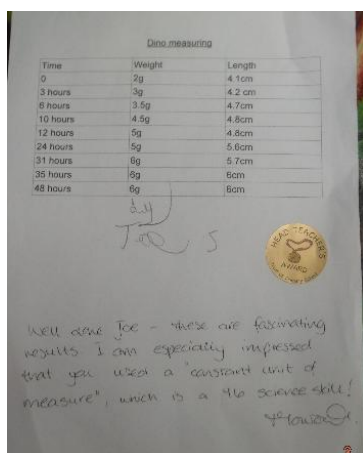 Dino measuring
Time Weight Length
0 2g 4.1cm
3 hours 3g 4.2 cm
6 hours 3.5g 4.7cm
10 hours 4.5g 4.8cm
12 hours 5g 4.8cm
24 hours 5g 5.6cm
31 hours 6g 5.7cm
35 hours 6g 6cm
48 hours 6g 6cm
HEAD TEACHER'S
AWARD
Well done Joe - these are fascinating
results. I am especially impressed
that you used a "constant unit of
measure", which is a Y6 science skill!